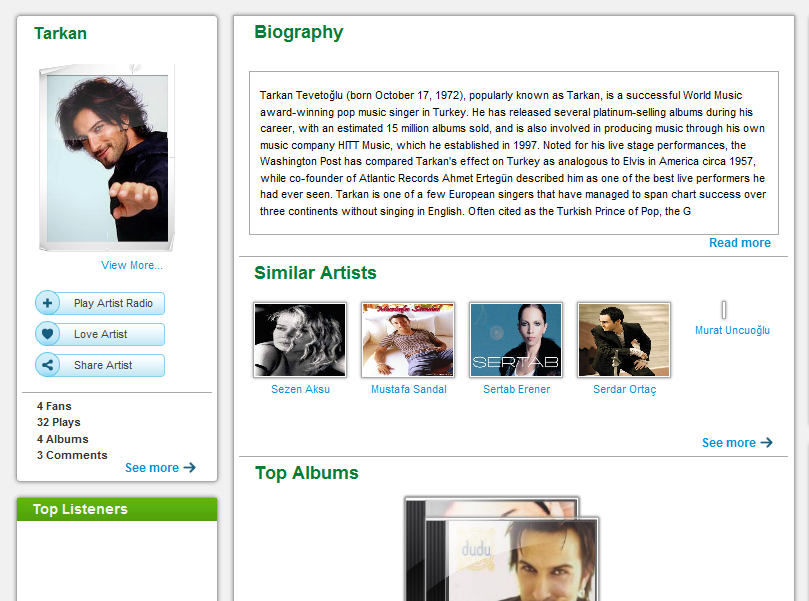 Tarkan
View More...
Play Artist Radio
Love Artist
Share Artist
4 Fans
32 Plays
4 Albums
3 Comments
See more
Top Listeners
Biography
Tarkan Tevetoğlu (born October 17, 1972), popularly known as Tarkan, is a successful World Music
award-winning pop music singer in Turkey. He has released several platinum-selling albums during his
career, with an estimated 15 million albums sold, and is also involved in producing music through his own
music company HITT Music, which he established in 1997. Noted for his live stage performances, the
Washington Post has compared Tarkan's effect on Turkey as analogous to Elvis in America circa 1957,
while co-founder of Atlantic Records Ahmet Ertegün described him as one of the best live performers he
had ever seen. Tarkan is one of a few European singers that have managed to span chart success over
three continents without singing in English. Often cited as the Turkish Prince of Pop, the G
Read more
Similar Artists
Mustafa Sandal
SERTAB
Sezen Aksu
Mustafa Sandal
Sertab Erener
Serdar Ortaç
Murat Uncuoğlu
See more
Top Albums
dudu